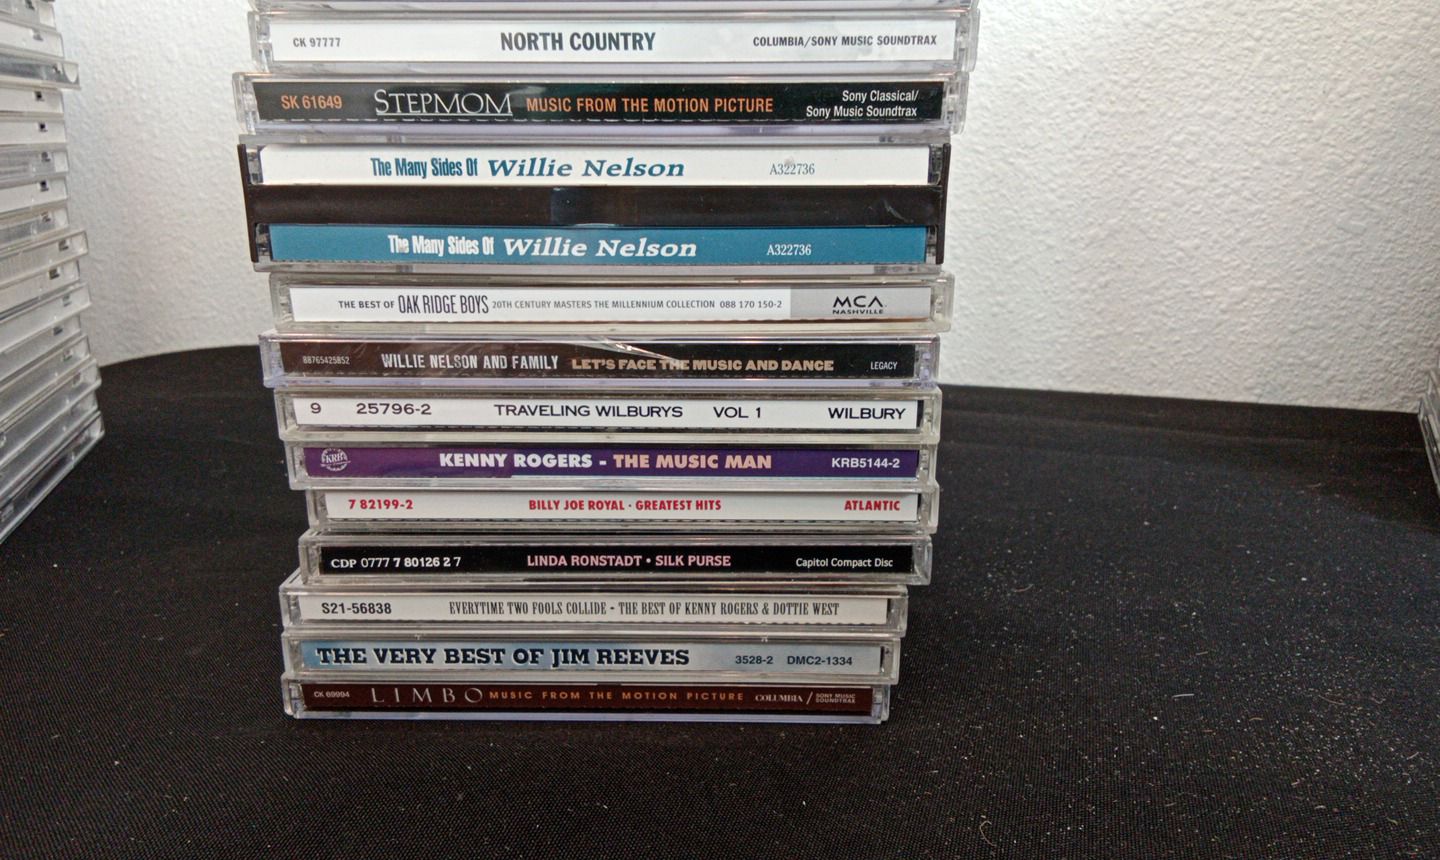 CK 97777 NORTH COUNTRY COLUMBIA/SONY MUSIC SOUNDTRAX
SK 61649 STEPMOM MUSIC FROM THE MOTION PICTURE Sony Classical/
Sony Music Soundtrax
The Many Sides Of Willie Nelson A322736
The Many Sides Of Willie Nelson A322736
THE BEST OF OAK RIDGE BOYS 20TH CENTURY MASTERS THE MILLENNIUM COLLECTION 088 170 150-2 MCA
NASHVILLE
88765425852 WILLIE NELSON AND FAMILY LET'S FACE THE MUSIC AND DANCE LEGACY
9 25796-2 TRAVELING WILBURYS VOL 1 WILBURY
KRB KENNY ROGERS - THE MUSIC MAN KRB5144-2
7 82199-2 BILLY JOE ROYAL · GREATEST HITS ATLANTIC
CDP 0777 7 80126 2 7 LINDA RONSTADT • SILK PURSE Capitol Compact Disc
S21-56838 EVERYTIME TWO FOOLS COLLIDE - THE BEST OF KENNY ROGERS & DOTTIE WEST
THE VERY BEST OF JIM REEVES 3528-2 DMC2-1334
CK 69994 LIMBO MUSIC FROM THE MOTION PICTURE COLUMBIA / SONY MUSIC
SOUNDTRAX